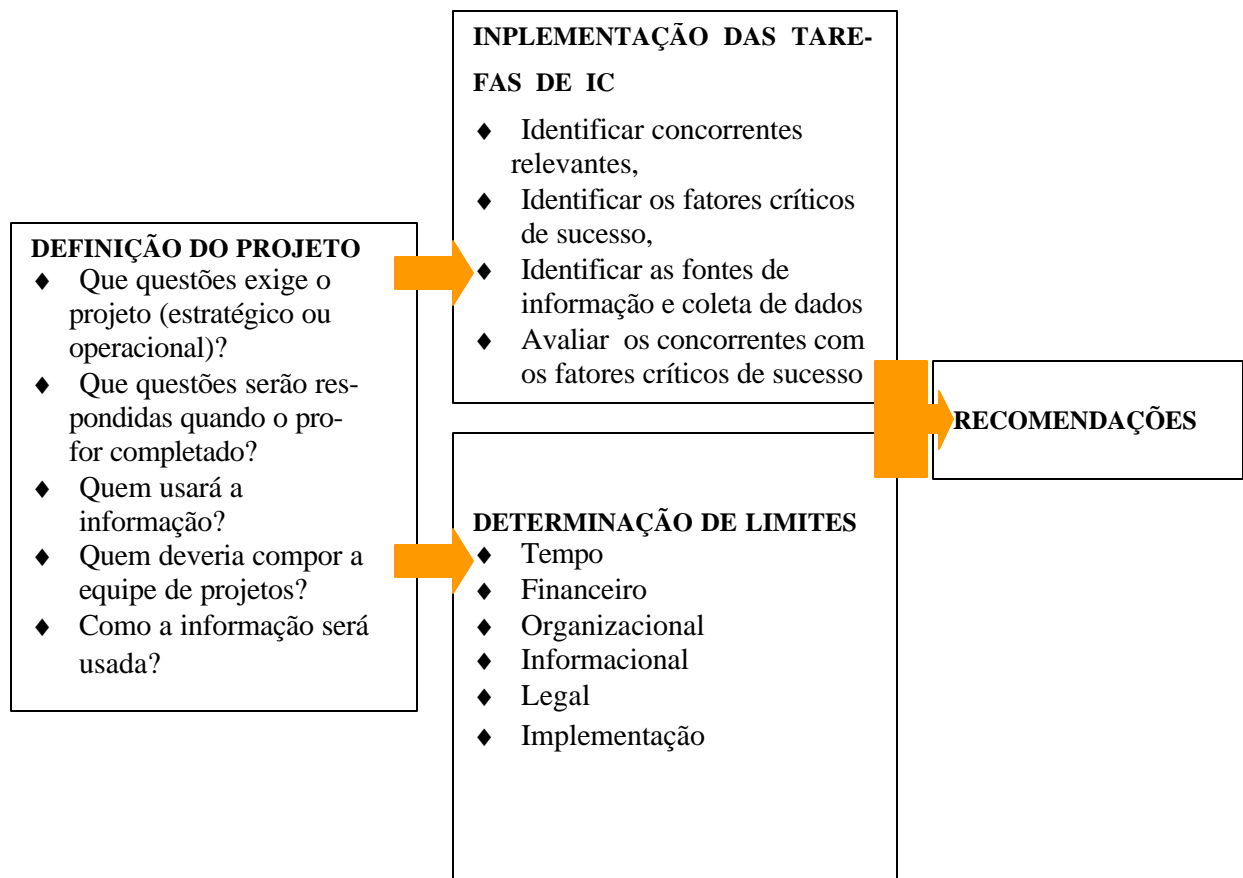 DEFINIÇÃO DO PROJETO
♦ Que questões exige o
projeto (estratégico ou
operacional)?
♦ Que questões serão res-
pondidas quando o pro-
for completado?
♦ Quem usará a
informação?
♦ Quem deveria compor a
equipe de projetos?
♦ Como a informação será
usada?
INPLEMENTAÇÃO DAS TARE-
FAS DE IC
♦ Identificar concorrentes
relevantes,
♦ Identificar os fatores críticos
de sucesso,
♦ Identificar as fontes de
informação e coleta de dados
♦ Avaliar os concorrentes com
os fatores críticos de sucesso
DETERMINAÇÃO DE LIMITES
♦ Tempo
♦ Financeiro
♦ Organizacional
♦ Informacional
♦ Legal
♦ Implementação
RECOMENDAÇÕES